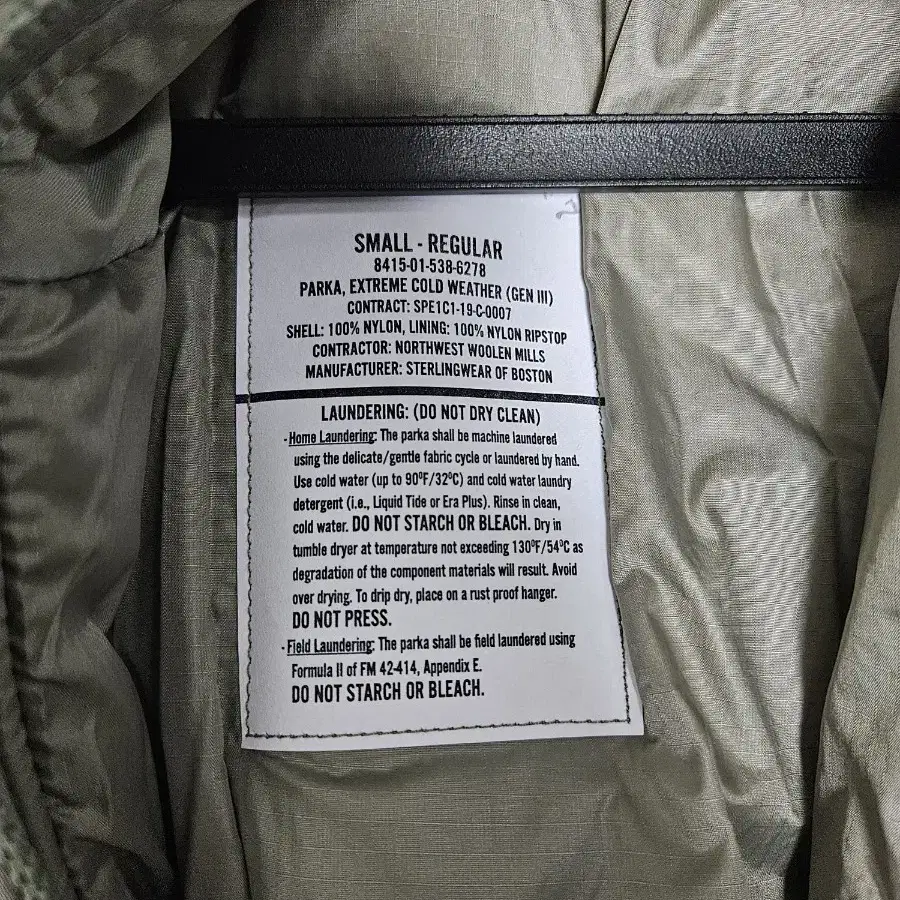 SMALL - REGULAR
8415-01-538-6278
PARKA, EXTREME COLD WEATHER (GEN III)
CONTRACT: SPE1C1-19-C-0007
SHELL: 100% NYLON, LINING: 100% NYLON RIPSTOP
CONTRACTOR: NORTHWEST WOOLEN MILLS
MANUFACTURER: STERLINGWEAR OF BOSTON
LAUNDERING: (DO NOT DRY CLEAN)
- Home Laundering: The parka shall be machine laundered
using the delicate/gentle fabric cycle or laundered by hand.
Use cold water (up to 90ºF/32ºC) and cold water laundry
detergent (i.e., Liquid Tide or Era Plus). Rinse in clean,
cold water. DO NOT STARCH OR BLEACH. Dry in
tumble dryer at temperature not exceeding 130ºF/54ºC as
degradation of the component materials will result. Avoid
over drying. To drip dry, place on a rust proof hanger.
DO NOT PRESS.
- Field Laundering: The parka shall be field laundered using
Formula II of FM 42-414, Appendix E.
DO NOT STARCH OR BLEACH.